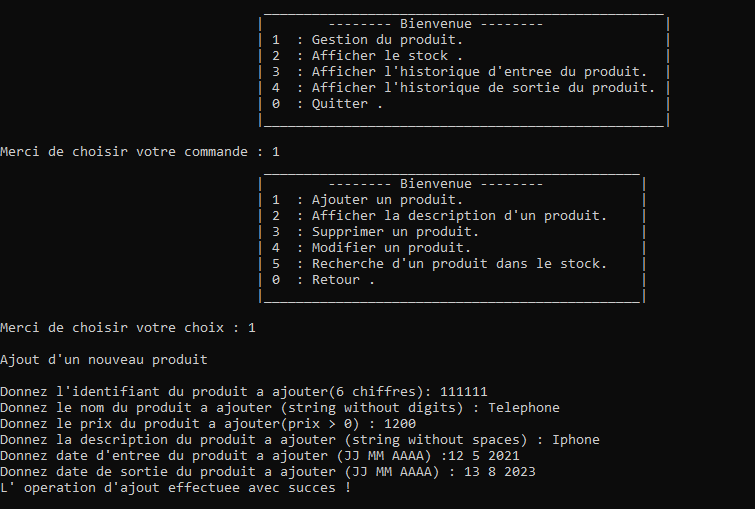 -------- Bienvenue --------
1 : Gestion du produit.
2 : Afficher le stock .
3 : Afficher l'historique d'entree du produit.
4 : Afficher l'historique de sortie du produit.
0 : Quitter .
Merci de choisir votre commande : 1
-------- Bienvenue --------
1 : Ajouter un produit.
2 : Afficher la description d'un produit.
3 : Supprimer un produit.
4 : Modifier un produit.
5 : Recherche d'un produit dans le stock.
0 : Retour .
Merci de choisir votre choix : 1
Ajout d'un nouveau produit
Donnez l'identifiant du produit a ajouter(6 chiffres): 111111
Donnez le nom du produit a ajouter (string without digits) : Telephone
Donnez le prix du produit a ajouter(prix > 0) : 1200
Donnez la description du produit a ajouter (string without spaces) : Iphone
Donnez date d'entree du produit a ajouter (JJ MM AAAA) :12 5 2021
Donnez date de sortie du produit a ajouter (JJ MM AAAA) : 13 8 2023
L' operation d'ajout effectuee avec succes !